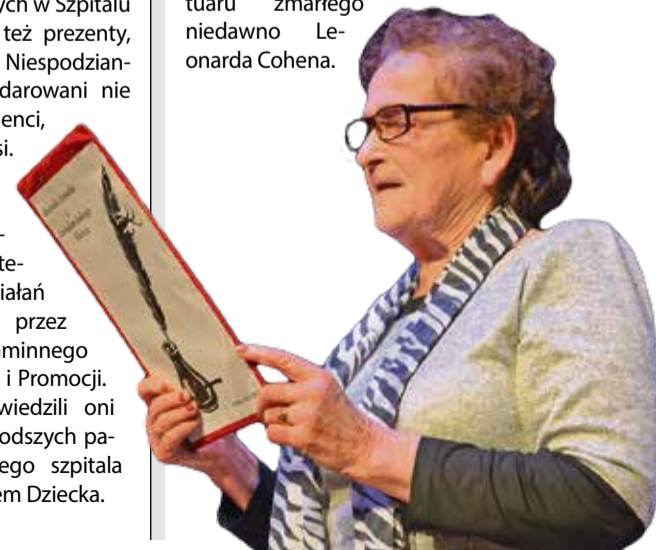 ych w Szpitalu
też prezenty,
Niespodzian-
darowani nie
enci,
si.
-
te-
iałań
przez
aminnego
i Promocji.
wiedzili oni
odszych pa-
ego szpitala
em Dziecka.
tuaru zmarłego
niedawno Le-
onarda Cohena.